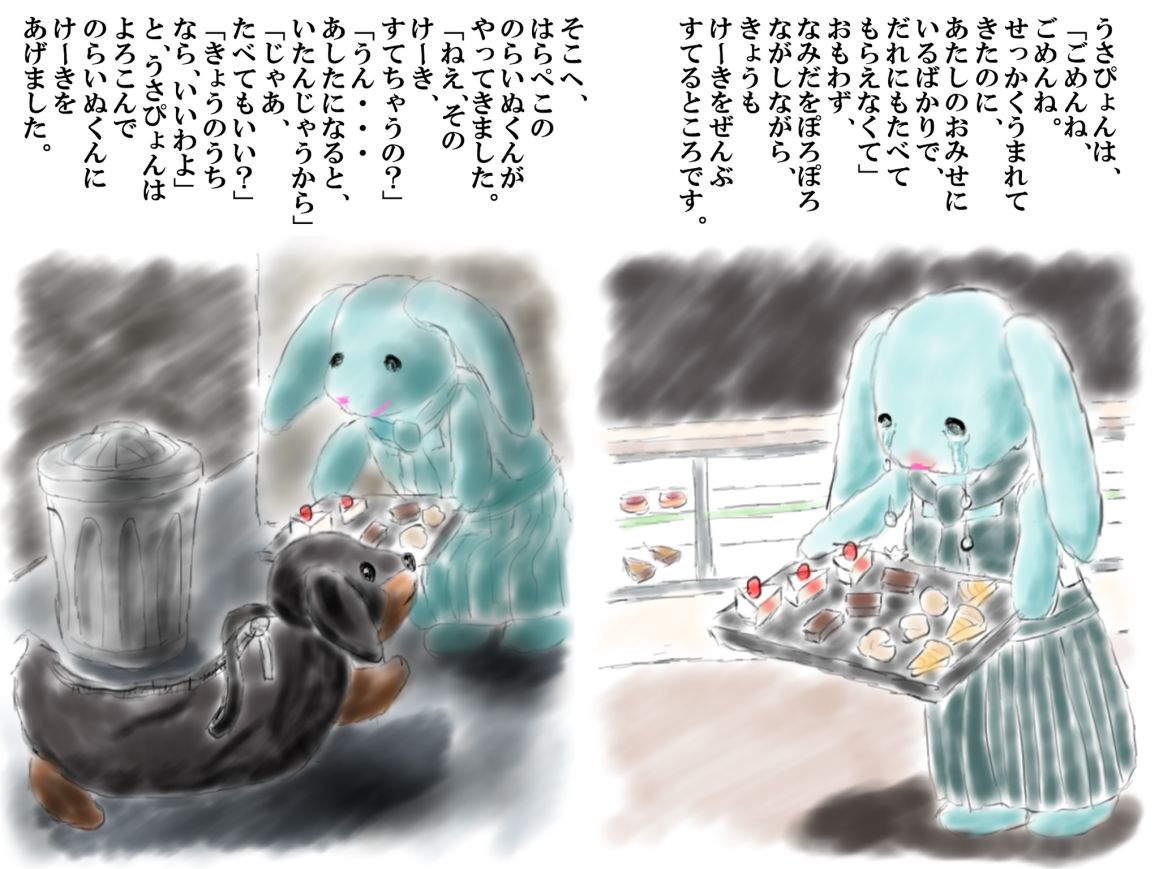 うさぴょんは、
「ごめんね、
ごめんね。
せっかくうまれて
きたのに、
あたしのおみせに
いるばかりで、
だれにもたべて
もらえなくて」
おもわず、
なみだをぽろぽろ
ながしながら、
きょうも
けーきをぜんぶ
すてるところです。
そこへ、
はらぺこの
のらいぬくんが
やってきました。
「ねえ、その
けーき、
すてちゃうの？」
「うん・・・
あしたになると、
いたんじゃうから」
「じゃあ、
たべてもいい？」
「きょうのうち
なら、いいわよ」
と、うさぴょんは
よろこんで
のらいぬくんに
けーきを
あげました。